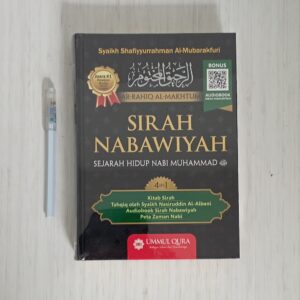 Syaikh Shafiyyurrahman Al-Mubarakfuri
الرحيق المختوم
AR-RAHIQ AL-MAKHTUM
BONUS
AUDIOBOOK
SIRAH
NABAWIYAH
SEJARAH HIDUP NABI MUHAMMAD ﷺ
4 in 1
Kitab Sirah
Tahqiq oleh Syaikh Nasiruddin Al-Albani
Audiobook Sirah Nabawiyah
Peta Zaman Nabi
UMMUL QURA